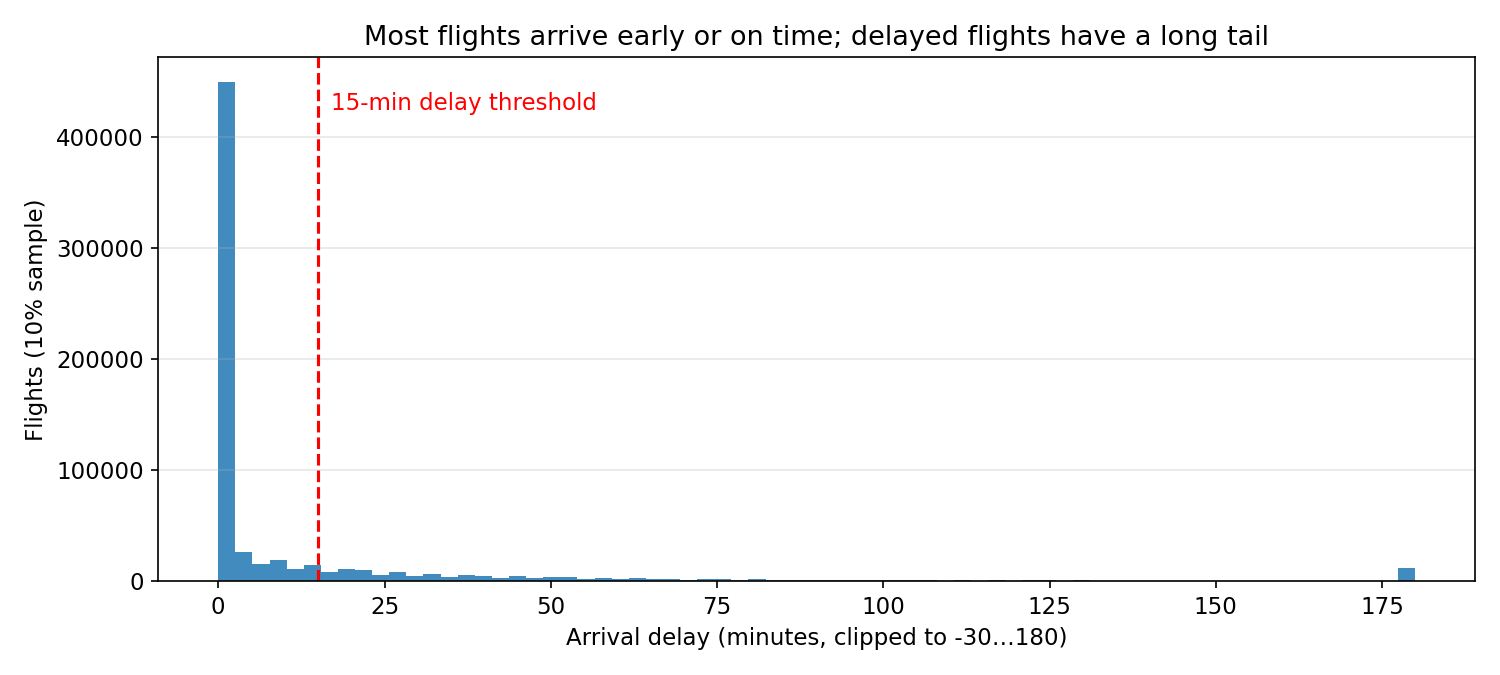 Most flights arrive early or on time; delayed flights have a long tail
15-min delay threshold
Flights (10% sample)
400000
300000
200000
100000
0
0 25 50 75 100 125 150 175
Arrival delay (minutes, clipped to -30...180)